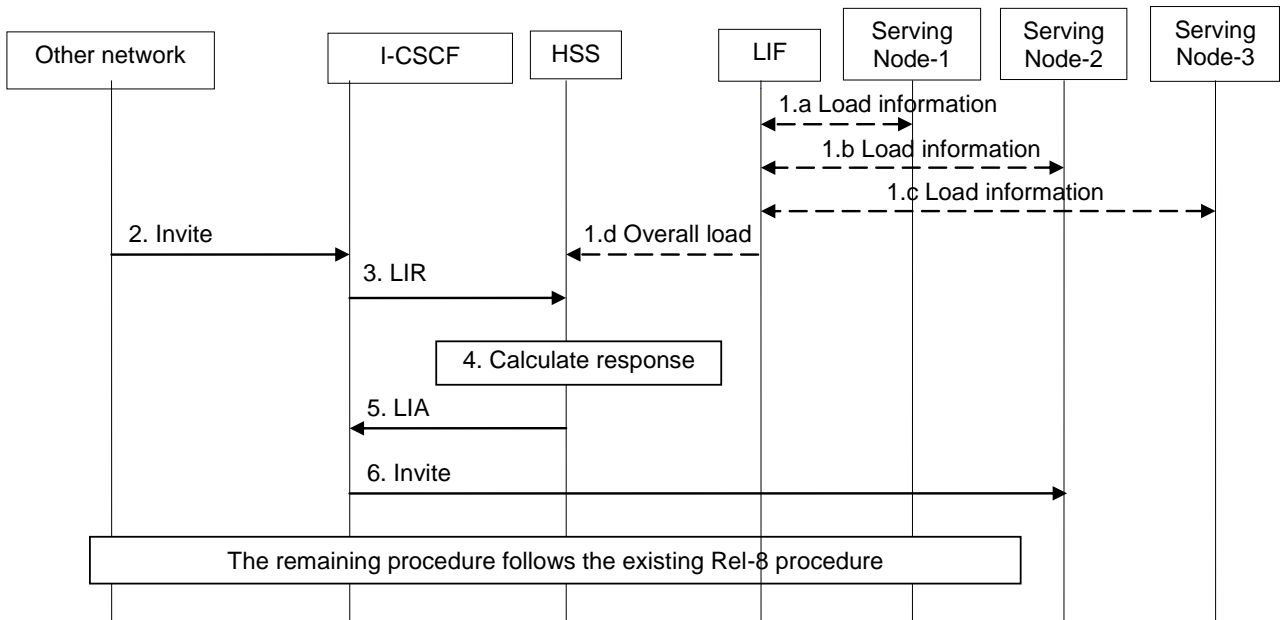 Other network
I-CSCF
HSS
LIF
Serving
Node-1
Serving
Node-2
Serving
Node-3
1.a Load information
1.b Load information
1.c Load information
2. Invite
1.d Overall load
3. LIR
4. Calculate response
5. LIA
6. Invite
The remaining procedure follows the existing Rel-8 procedure